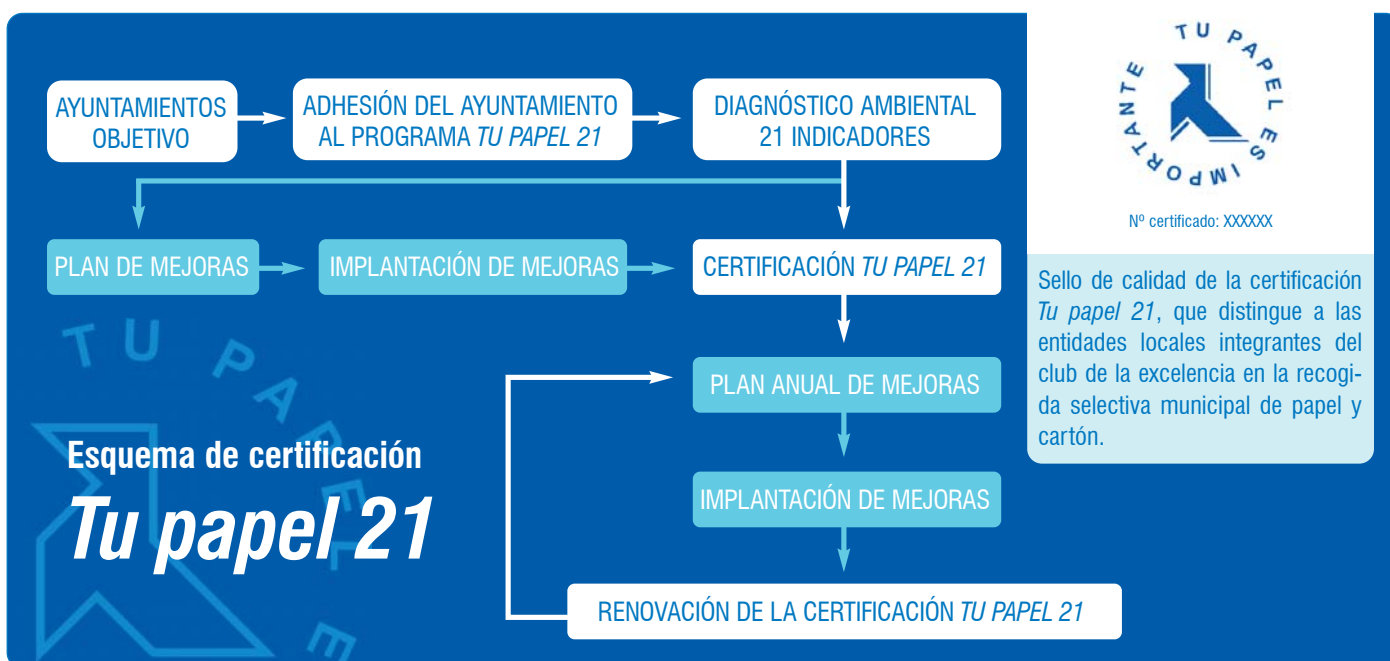 AYUNTAMIENTOS
OBJETIVO
ADHESIÓN DEL AYUNTAMIENTO
AL PROGRAMA TU PAPEL 21
DIAGNÓSTICO AMBIENTAL
21 INDICADORES
PLAN DE MEJORAS
IMPLANTACIÓN DE MEJORAS
CERTIFICACIÓN TU PAPEL 21
PLAN ANUAL DE MEJORAS
IMPLANTACIÓN DE MEJORAS
RENOVACIÓN DE LA CERTIFICACIÓN TU PAPEL 21
TU PAPEL E
Esquema de certificación
Tu papel 21
TU PAPEL ES IMPORTANTE
Nº certificado: XXXXXX
Sello de calidad de la certificación
Tu papel 21, que distingue a las
entidades locales integrantes del
club de la excelencia en la recogi-
da selectiva municipal de papel y
cartón.